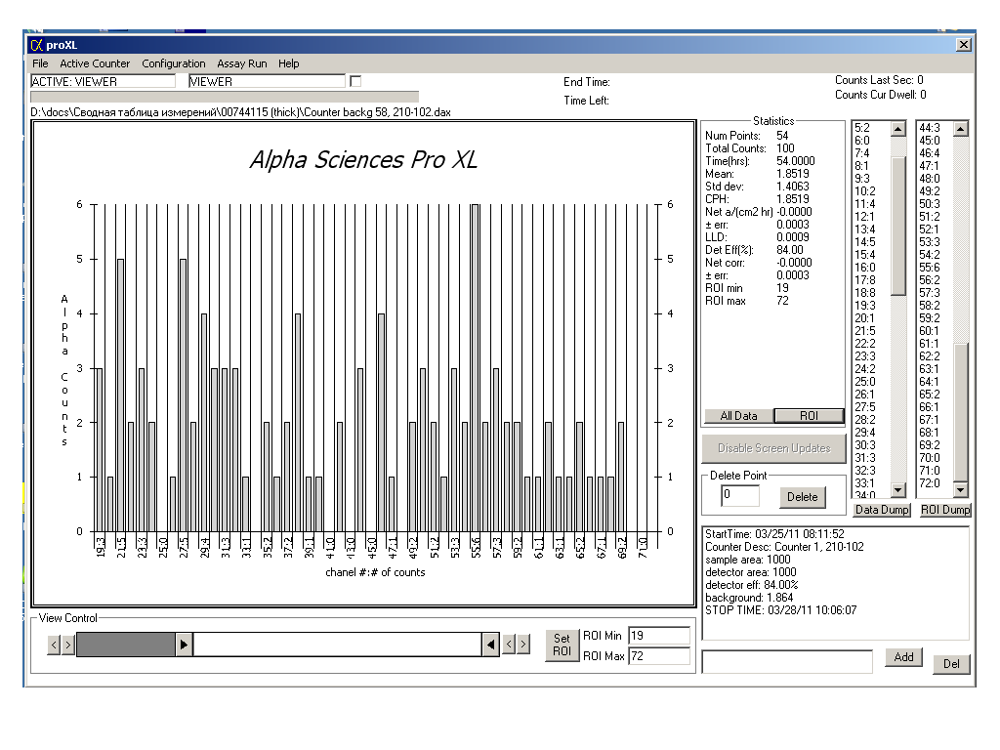 proXL
File Active Counter Configuration Assay Run Help
ACTIVE: VIEWER VIEWER
End Time:
Time Left:
Counts Last Sec: 0
Counts Cur Dwell: 0
D:\docs\Сводная таблица измерений\00744115 (thick)\Counter backg 58, 210-102.dax
Alpha Sciences Pro XL
Alpha Counts
6 6
5 5
4 4
3 3
2 2
1 1
0 0
19:3 21:5 23:3 25:0 27:5 29:4 31:3 33:1 35:2 37:2 39:1 41:0 43:0 45:0 47:1 49:2 51:2 53:3 55:6 57:3 59:2 61:1 63:1 65:2 67:1 69:2 71:0
chanel #:# of counts
Statistics
Num Points: 54
Total Counts: 100
Time(hrs): 54.0000
Mean: 1.8519
Std dev: 1.4063
CPH: 1.8519
Net a/(cm2 hr) -0.0000
± err: 0.0003
LLD: 0.0009
Det Eff(%): 84.00
Net corr: -0.0000
± err: 0.0003
ROI min 19
ROI max 72
All Data ROI
Disable Screen Updates
Delete Point
0 Delete
5:2
6:0
7:4
8:1
9:3
10:2
11:4
12:1
13:4
14:5
15:4
16:0
17:8
18:8
19:3
20:1
21:5
22:2
23:3
24:2
25:0
26:1
27:5
28:2
29:4
30:3
31:3
32:3
33:1
34:0
Data Dump
44:3
45:0
46:4
47:1
48:0
49:2
50:3
51:2
52:1
53:3
54:2
55:6
56:2
57:3
58:2
59:2
60:1
61:1
62:2
63:1
64:1
65:2
66:1
67:1
68:1
69:2
70:0
71:0
72:0
ROI Dump
StartTime: 03/25/11 08:11:52
Counter Desc: Counter 1, 210-102
sample area: 1000
detector area: 1000
detector eff: 84.00%
background: 1.864
STOP TIME: 03/28/11 10:06:07
Add Del
View Control
< > < >
Set ROI
ROI Min 19
ROI Max 72